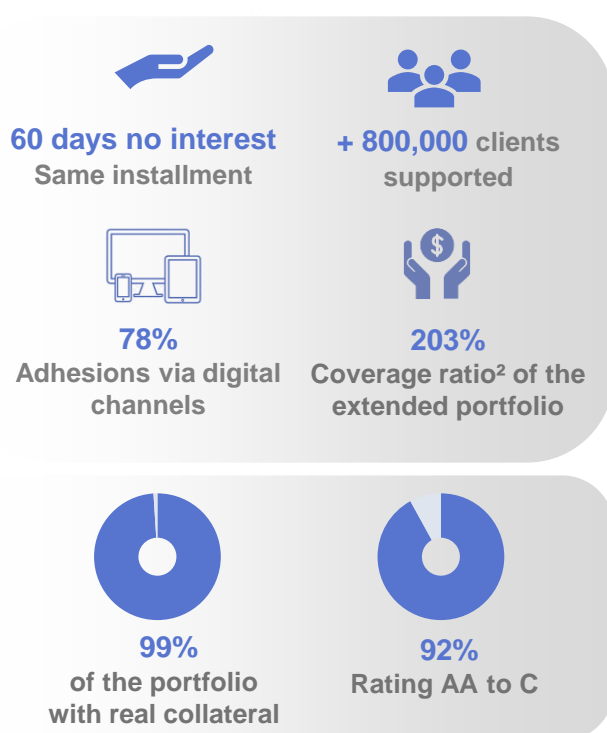 60 days no interest
Same installment
+ 800,000 clients
supported
$
78%
Adhesions via digital
channels
203%
Coverage ratio² of the
extended portfolio
99%
of the portfolio
with real collateral
92%
Rating AA to C